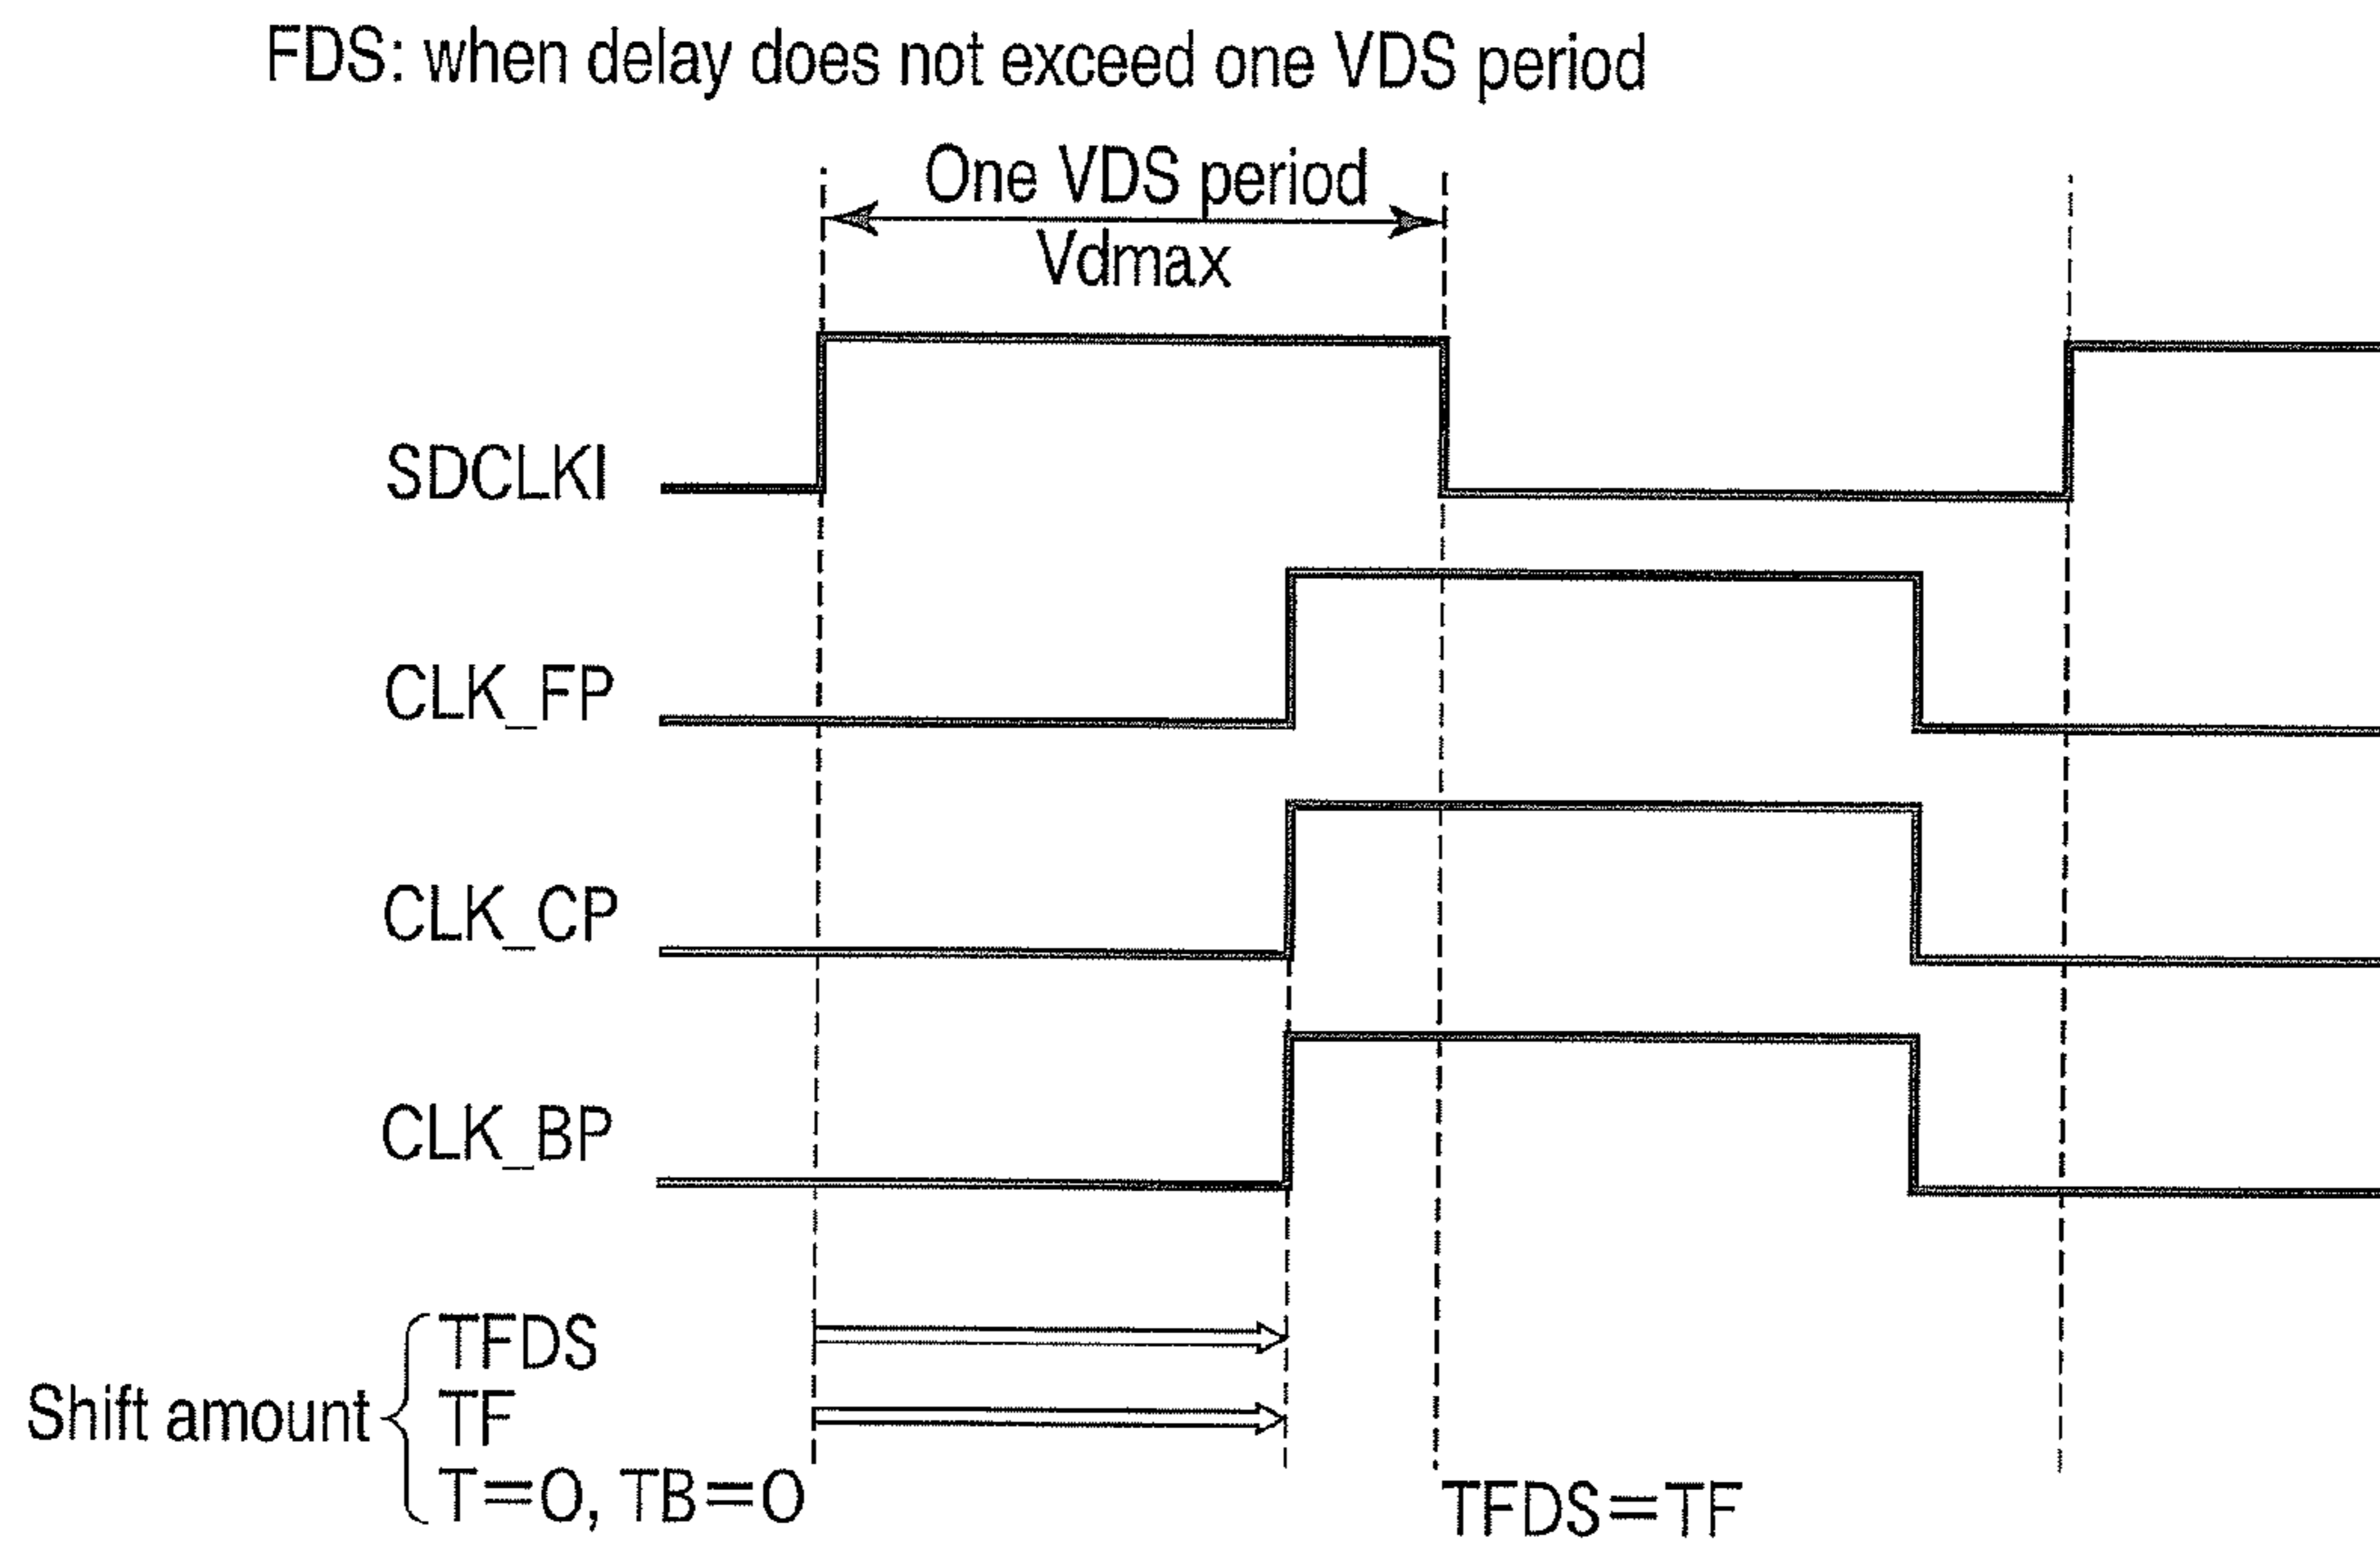 FDS: when delay does not exceed one VDS period
One VDS period
Vdmax
SDCLKI
CLK_FP
CLK_CP
CLK_BP
Shift amount
TFDS
TF
T=0, TB=0
TFDS=TF